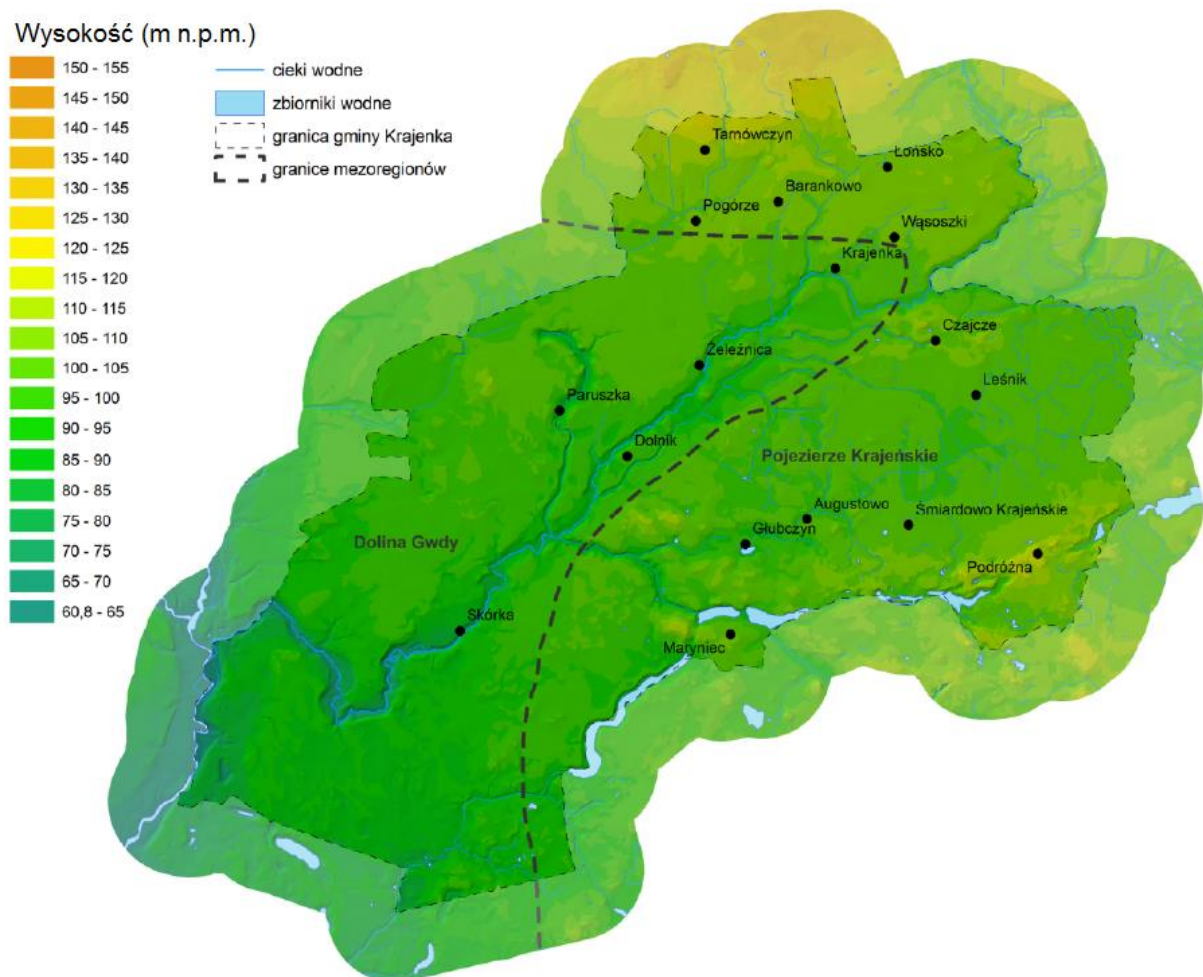 Wysokość (m n.p.m.)
150 - 155
145 - 150
140 - 145
135 - 140
130 - 135
125 - 130
120 - 125
115 - 120
110 - 115
105 - 110
100 - 105
95 - 100
90 - 95
85 - 90
80 - 85
75 - 80
70 - 75
65 - 70
60,8 - 65
cieki wodne
zbiorniki wodne
granica gminy Krajenka
granice mezoregionów
Tarnówczyn
Łońsko
Barankowo
Pogórze
Wąsoszki
Krajenka
Czajcze
Żeleźnica
Leśnik
Paruszka
Dolnik
Pojezierze Krajeńskie
Augustowo
Śmiardowo Krajeńskie
Głubczyn
Dolina Gwdy
Podróżna
Skórka
Maryniec